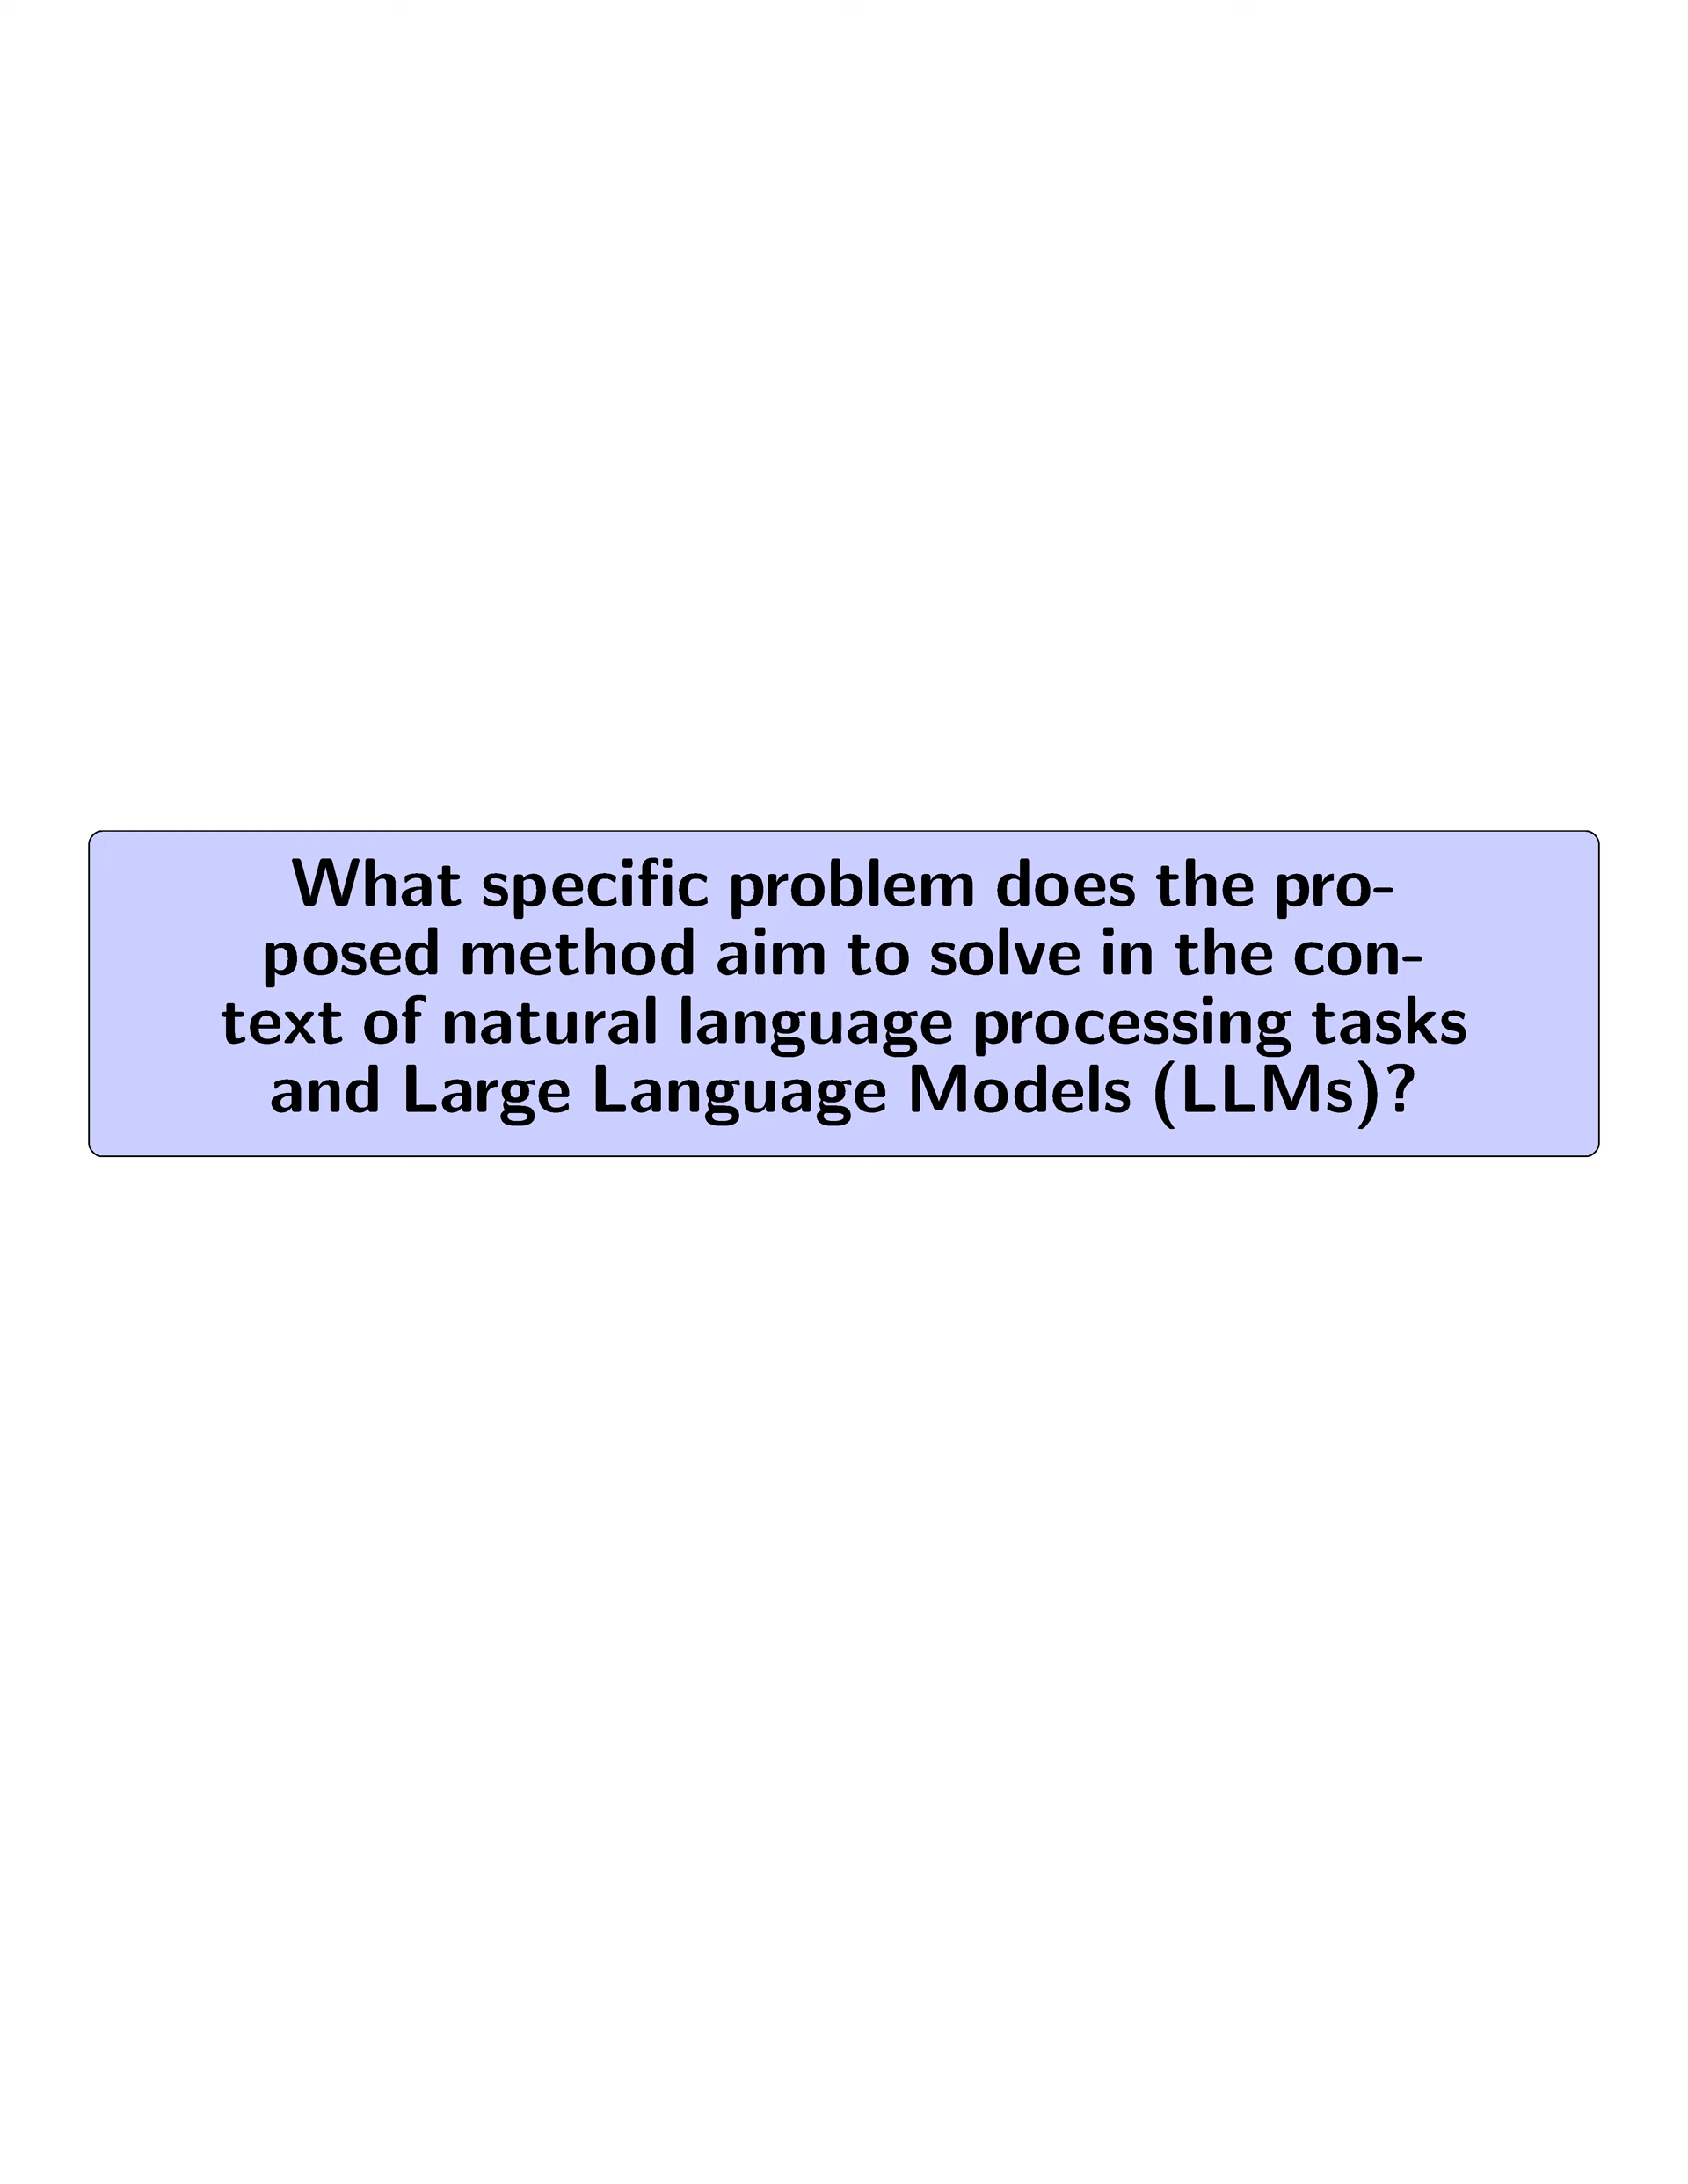 What specific problem does the pro-
posed method aim to solve in the con-
text of natural language processing tasks
and Large Language Models (LLMs)?